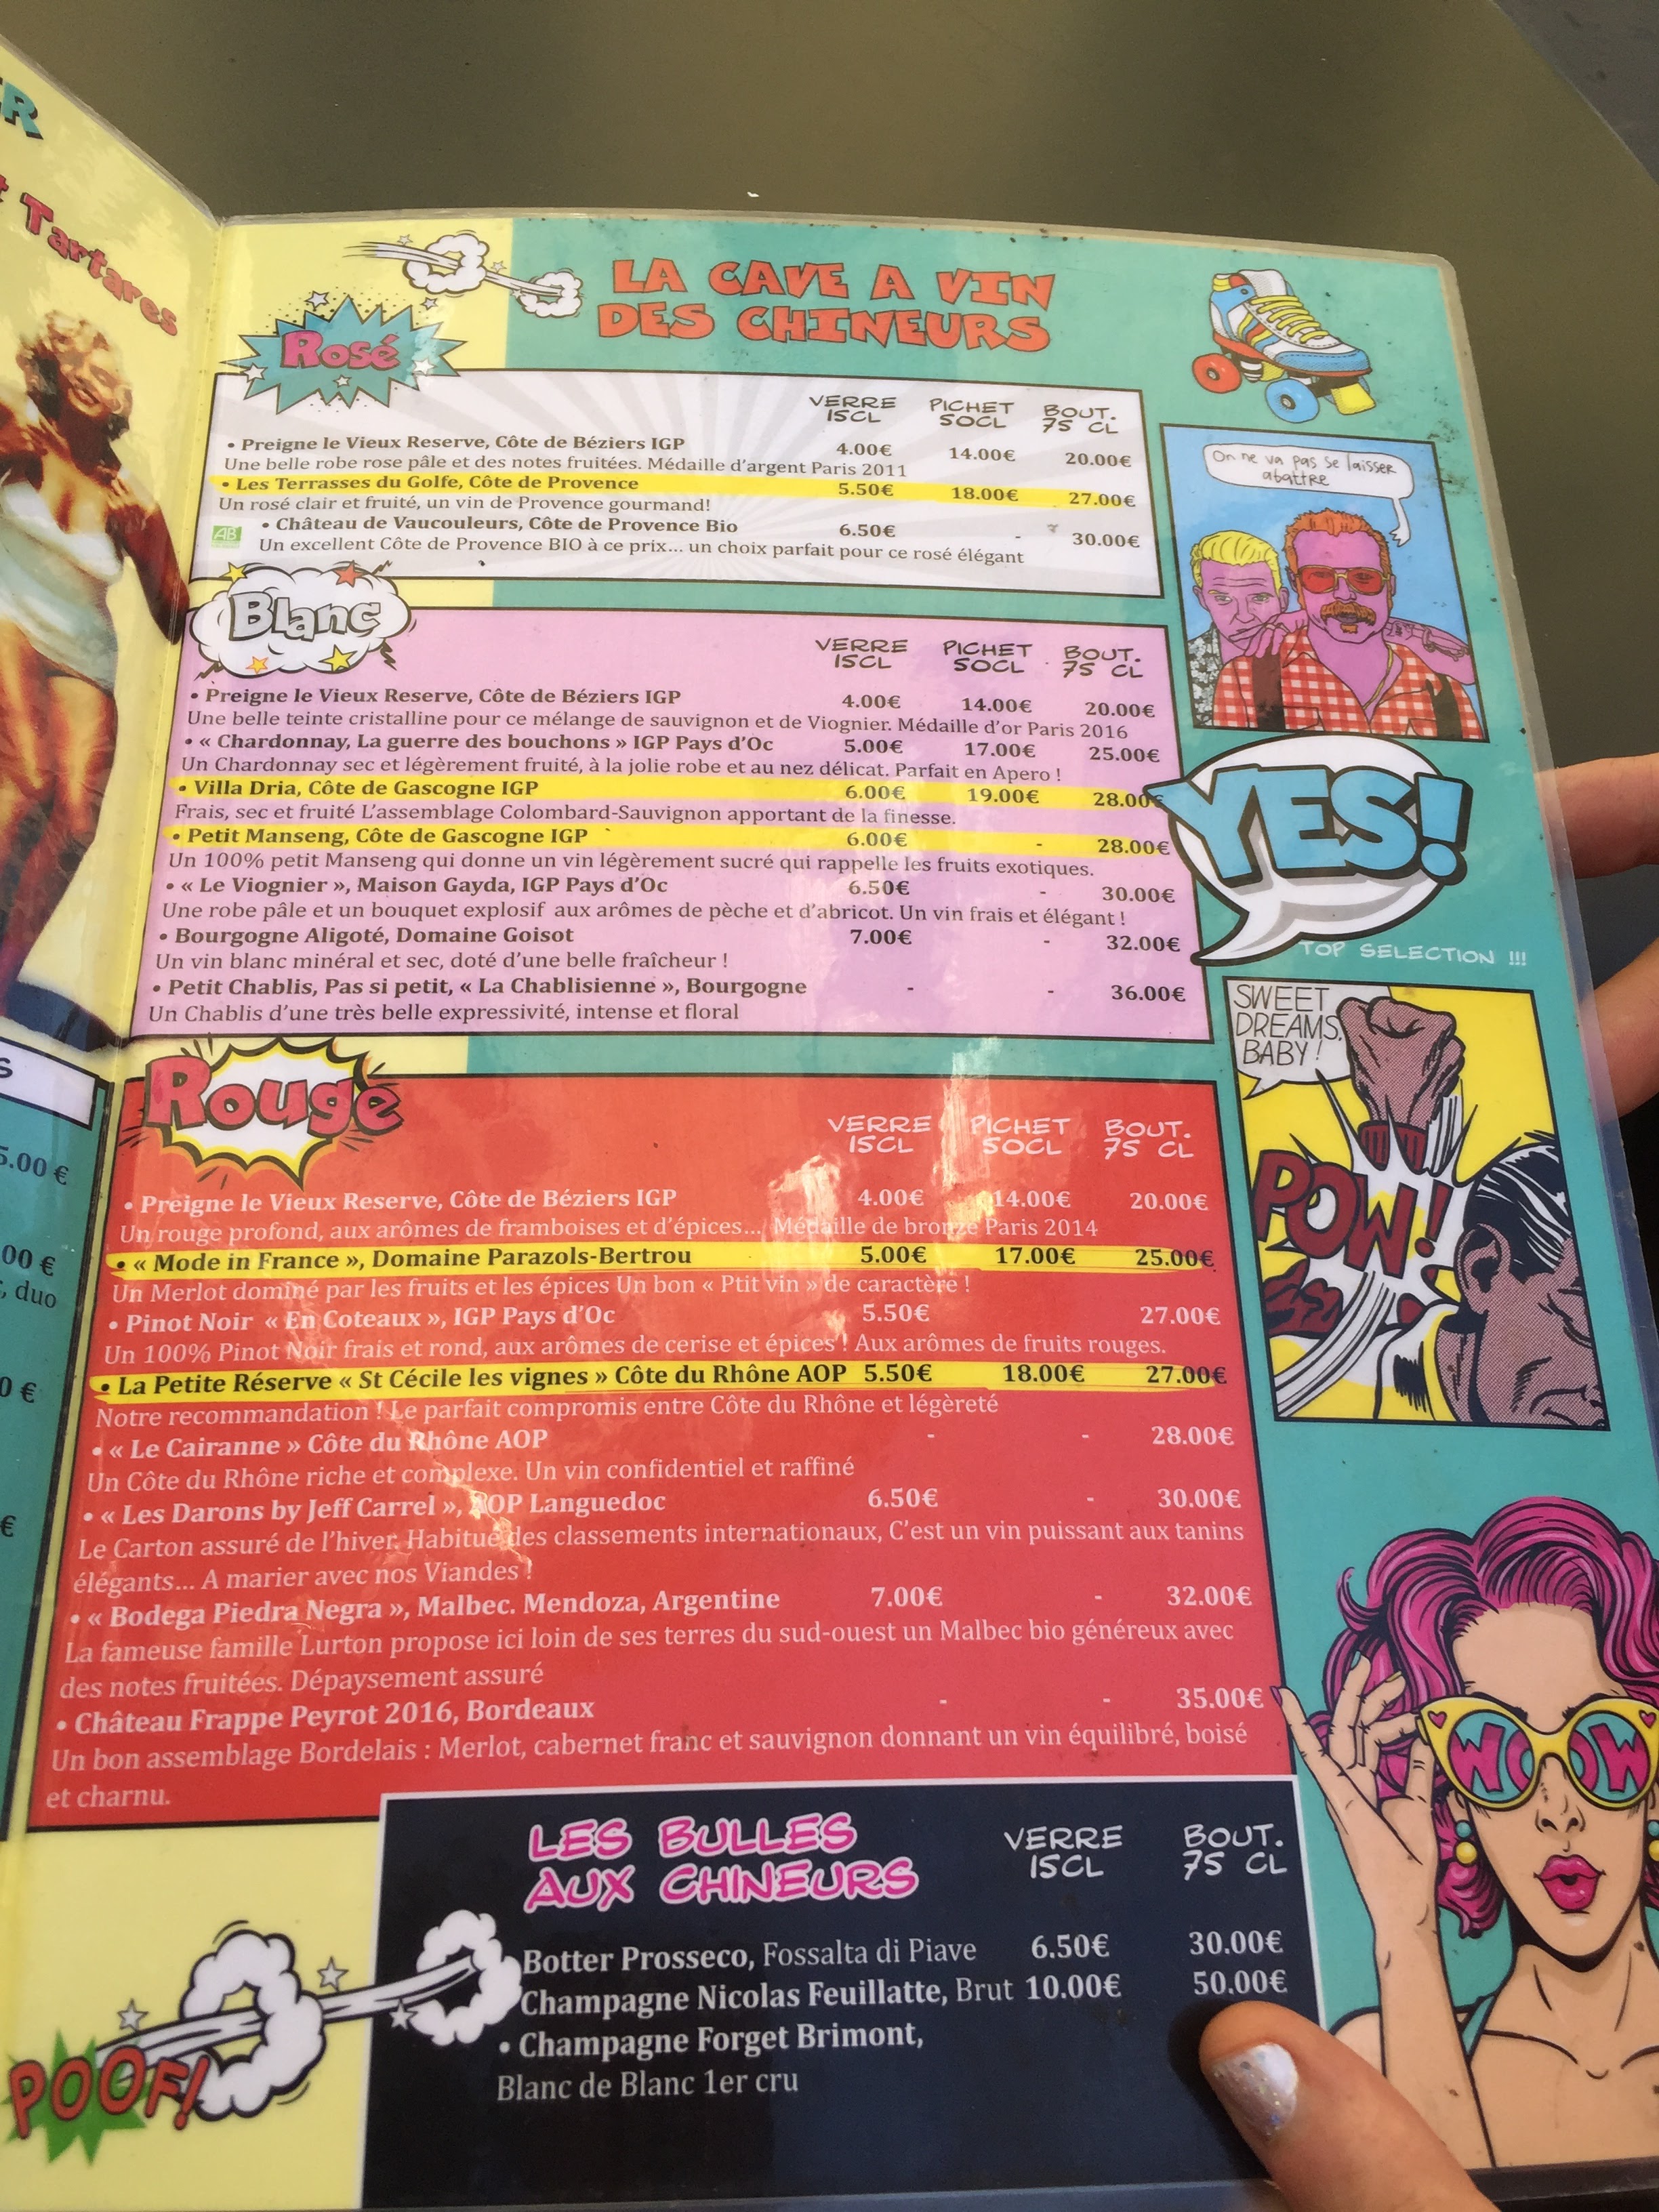 ER
Tartares
S
5.00 €
00 €
, duo
0 €
€
LA CAVE A VIN
DES CHINEURS
Rosé
VERRE PICHET BOUT.
15CL 50CL 75 CL
• Preigne le Vieux Reserve, Côte de Béziers IGP 4.00€ 14.00€ 20.00€
Une belle robe rose pâle et des notes fruitées. Médaille d'argent Paris 2011
• Les Terrasses du Golfe, Côte de Provence 5.50€ 18.00€ 27.00€
Un rosé clair et fruité, un vin de Provence gourmand!
AB • Château de Vaucouleurs, Côte de Provence Bio 6.50€ - 30.00€
Un excellent Côte de Provence BIO à ce prix... un choix parfait pour ce rosé élégant
On ne va pas se laisser
abattre
Blanc
VERRE PICHET BOUT.
15CL 50CL 75 CL
• Preigne le Vieux Reserve, Côte de Béziers IGP 4.00€ 14.00€ 20.00€
Une belle teinte cristalline pour ce mélange de sauvignon et de Viognier. Médaille d'or Paris 2016
• « Chardonnay, La guerre des bouchons » IGP Pays d'Oc 5.00€ 17.00€ 25.00€
Un Chardonnay sec et légèrement fruité, à la jolie robe et au nez délicat. Parfait en Apero !
• Villa Dria, Côte de Gascogne IGP 6.00€ 19.00€ 28.00€
Frais, sec et fruité L'assemblage Colombard-Sauvignon apportant de la finesse.
• Petit Manseng, Côte de Gascogne IGP 6.00€ - 28.00€
Un 100% petit Manseng qui donne un vin légèrement sucré qui rappelle les fruits exotiques.
• « Le Viognier », Maison Gayda, IGP Pays d'Oc 6.50€ - 30.00€
Une robe pâle et un bouquet explosif aux arômes de pèche et d'abricot. Un vin frais et élégant !
• Bourgogne Aligoté, Domaine Goisot 7.00€ - 32.00€
Un vin blanc minéral et sec, doté d'une belle fraîcheur !
• Petit Chablis, Pas si petit, « La Chablisienne », Bourgogne - - 36.00€
Un Chablis d'une très belle expressivité, intense et floral
YES!
TOP SELECTION !!!
SWEET
DREAMS,
BABY!
POW!
Rouge
VERRE PICHET BOUT.
15CL 50CL 75 CL
• Preigne le Vieux Reserve, Côte de Béziers IGP 4.00€ 14.00€ 20.00€
Un rouge profond, aux arômes de framboises et d'épices... Médaille de bronze Paris 2014
• « Mode in France », Domaine Parazols-Bertrou 5.00€ 17.00€ 25.00€
Un Merlot dominé par les fruits et les épices Un bon « Ptit vin » de caractère !
• Pinot Noir « En Coteaux », IGP Pays d'Oc 5.50€ 27.00€
Un 100% Pinot Noir frais et rond, aux arômes de cerise et épices ! Aux arômes de fruits rouges.
• La Petite Réserve « St Cécile les vignes » Côte du Rhône AOP 5.50€ 18.00€ 27.00€
Notre recommandation ! Le parfait compromis entre Côte du Rhône et légèreté
• « Le Cairanne » Côte du Rhône AOP - - 28.00€
Un Côte du Rhône riche et complexe. Un vin confidentiel et raffiné
• « Les Darons by Jeff Carrel », AOP Languedoc 6.50€ - 30.00€
Le Carton assuré de l'hiver. Habitué des classements internationaux, C'est un vin puissant aux tanins
élégants... A marier avec nos Viandes !
• « Bodega Piedra Negra », Malbec. Mendoza, Argentine 7.00€ - 32.00€
La fameuse famille Lurton propose ici loin de ses terres du sud-ouest un Malbec bio généreux avec
des notes fruitées. Dépaysement assuré
• Château Frappe Peyrot 2016, Bordeaux - - 35.00€
Un bon assemblage Bordelais : Merlot, cabernet franc et sauvignon donnant un vin équilibré, boisé
et charnu.
WOW
LES BULLES
AUX CHINEURS
VERRE BOUT.
15CL 75 CL
Botter Prosseco, Fossalta di Piave 6.50€ 30.00€
Champagne Nicolas Feuillatte, Brut 10.00€ 50.00€
• Champagne Forget Brimont,
Blanc de Blanc 1er cru
POOF!